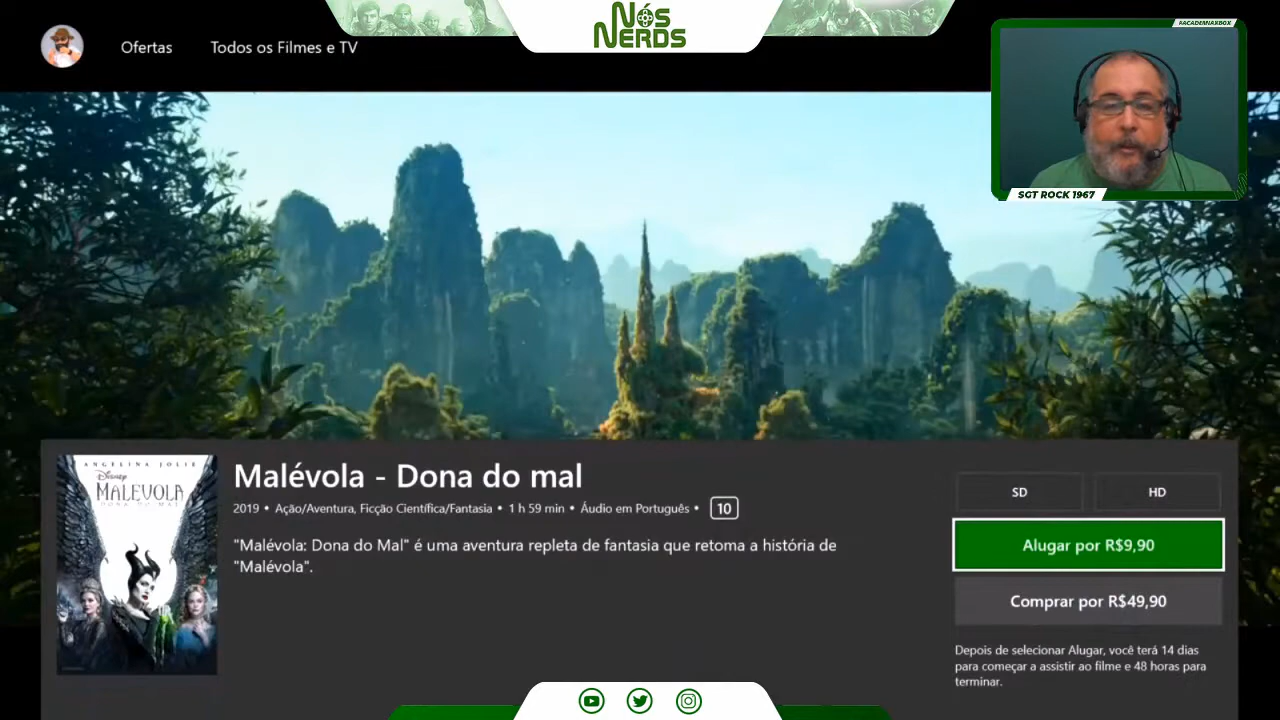 NÓS
NERDS
#ACADEMIAXBOX
Ofertas
Todos os Filmes e TV
SGT ROCK 1967
ANGELINA JOLIE
Disney
MALÉVOLA
DONA DO MAL
Malévola - Dona do mal
2019 • Ação/Aventura, Ficção Científica/Fantasia • 1 h 59 min • Áudio em Português • 10
"Malévola: Dona do Mal" é uma aventura repleta de fantasia que retoma a história de
"Malévola".
SD
HD
Alugar por R$9,90
Comprar por R$49,90
Depois de selecionar Alugar, você terá 14 dias
para começar a assistir ao filme e 48 horas para
terminar.